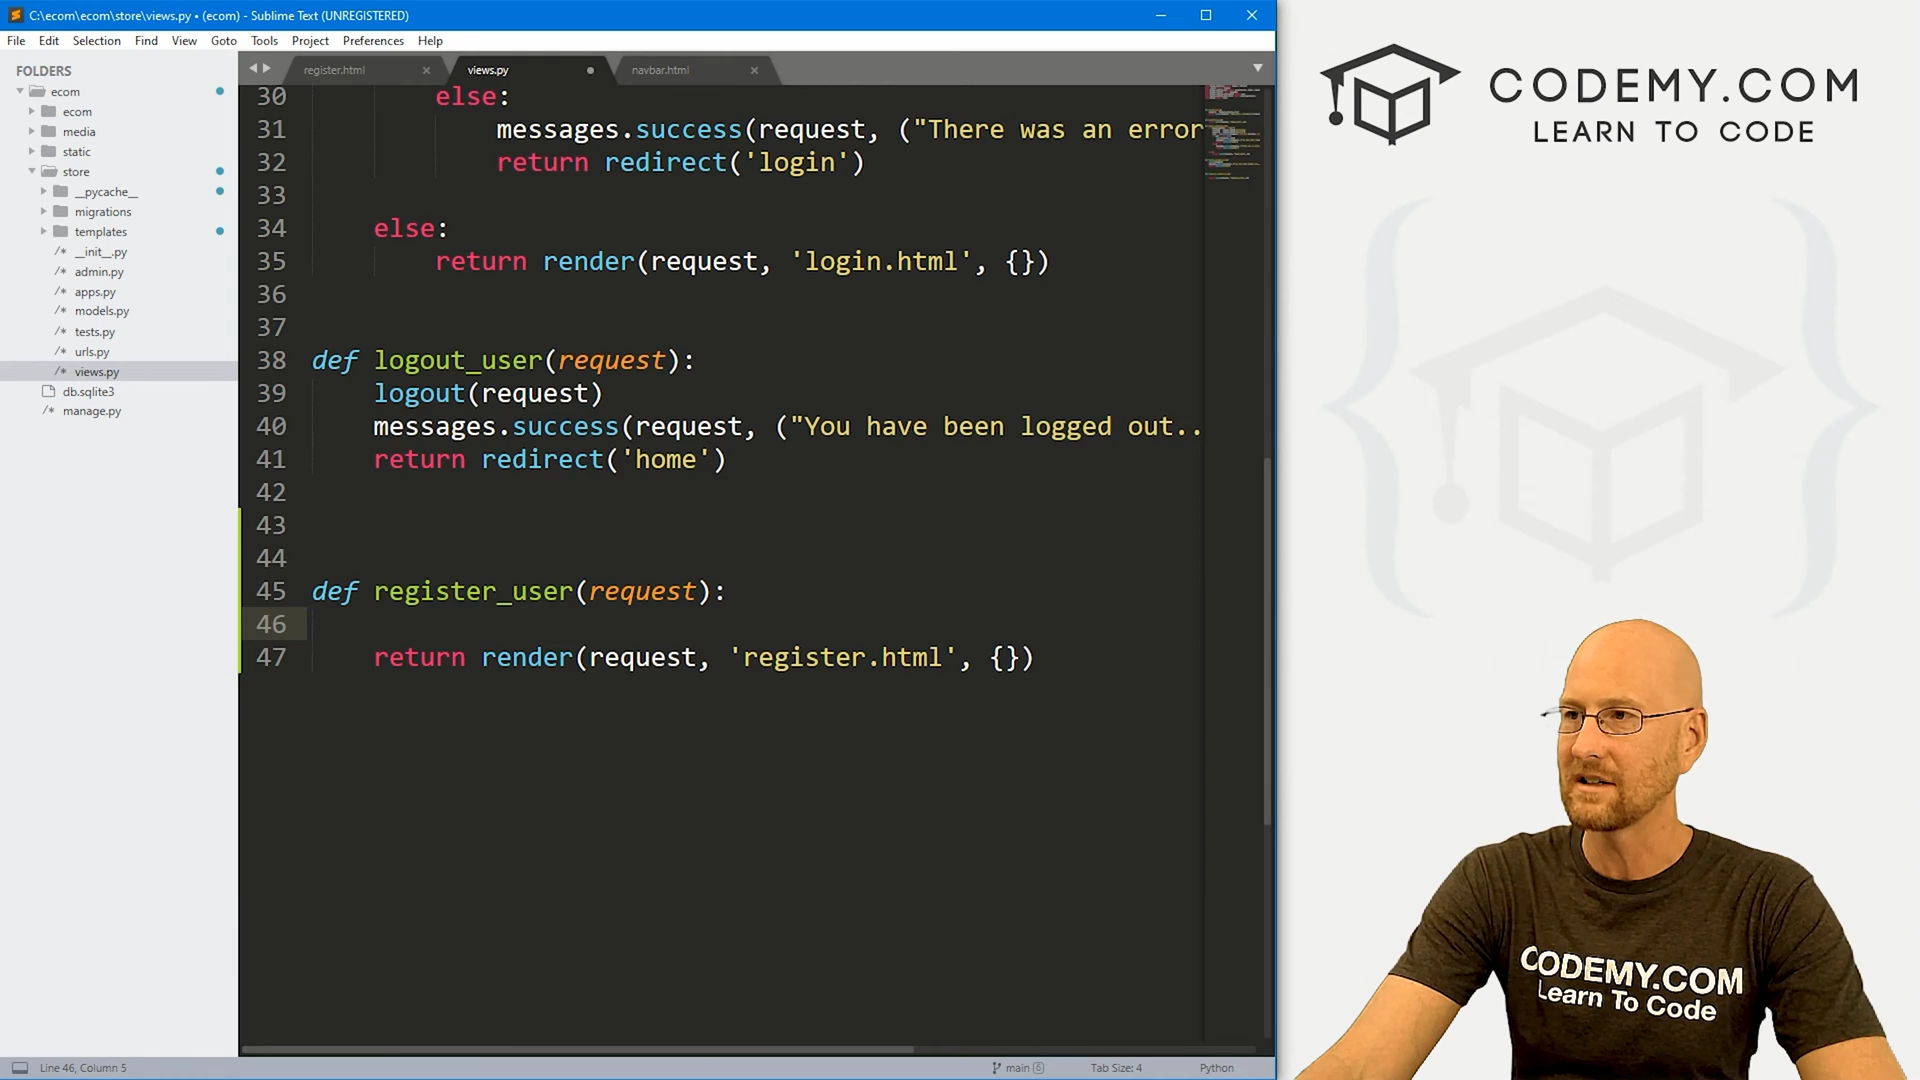 C:\ecom\ecom\store\views.py • (ecom) - Sublime Text (UNREGISTERED)
File Edit Selection Find View Goto Tools Project Preferences Help
FOLDERS
ecom
ecom
media
static
store
__pycache__
migrations
templates
/* __init__.py
/* admin.py
/* apps.py
/* models.py
/* tests.py
/* urls.py
/* views.py
db.sqlite3
/* manage.py
register.html
views.py
navbar.html
30 else:
31 messages.success(request, ("There was an error
32 return redirect('login')
33
34 else:
35 return render(request, 'login.html', {})
36
37
38 def logout_user(request):
39 logout(request)
40 messages.success(request, ("You have been logged out..
41 return redirect('home')
42
43
44
45 def register_user(request):
46
47 return render(request, 'register.html', {})
Line 46, Column 5
main 6
Tab Size: 4
Python
CODEMY.COM
LEARN TO CODE
CODEMY.COM
Learn To Code